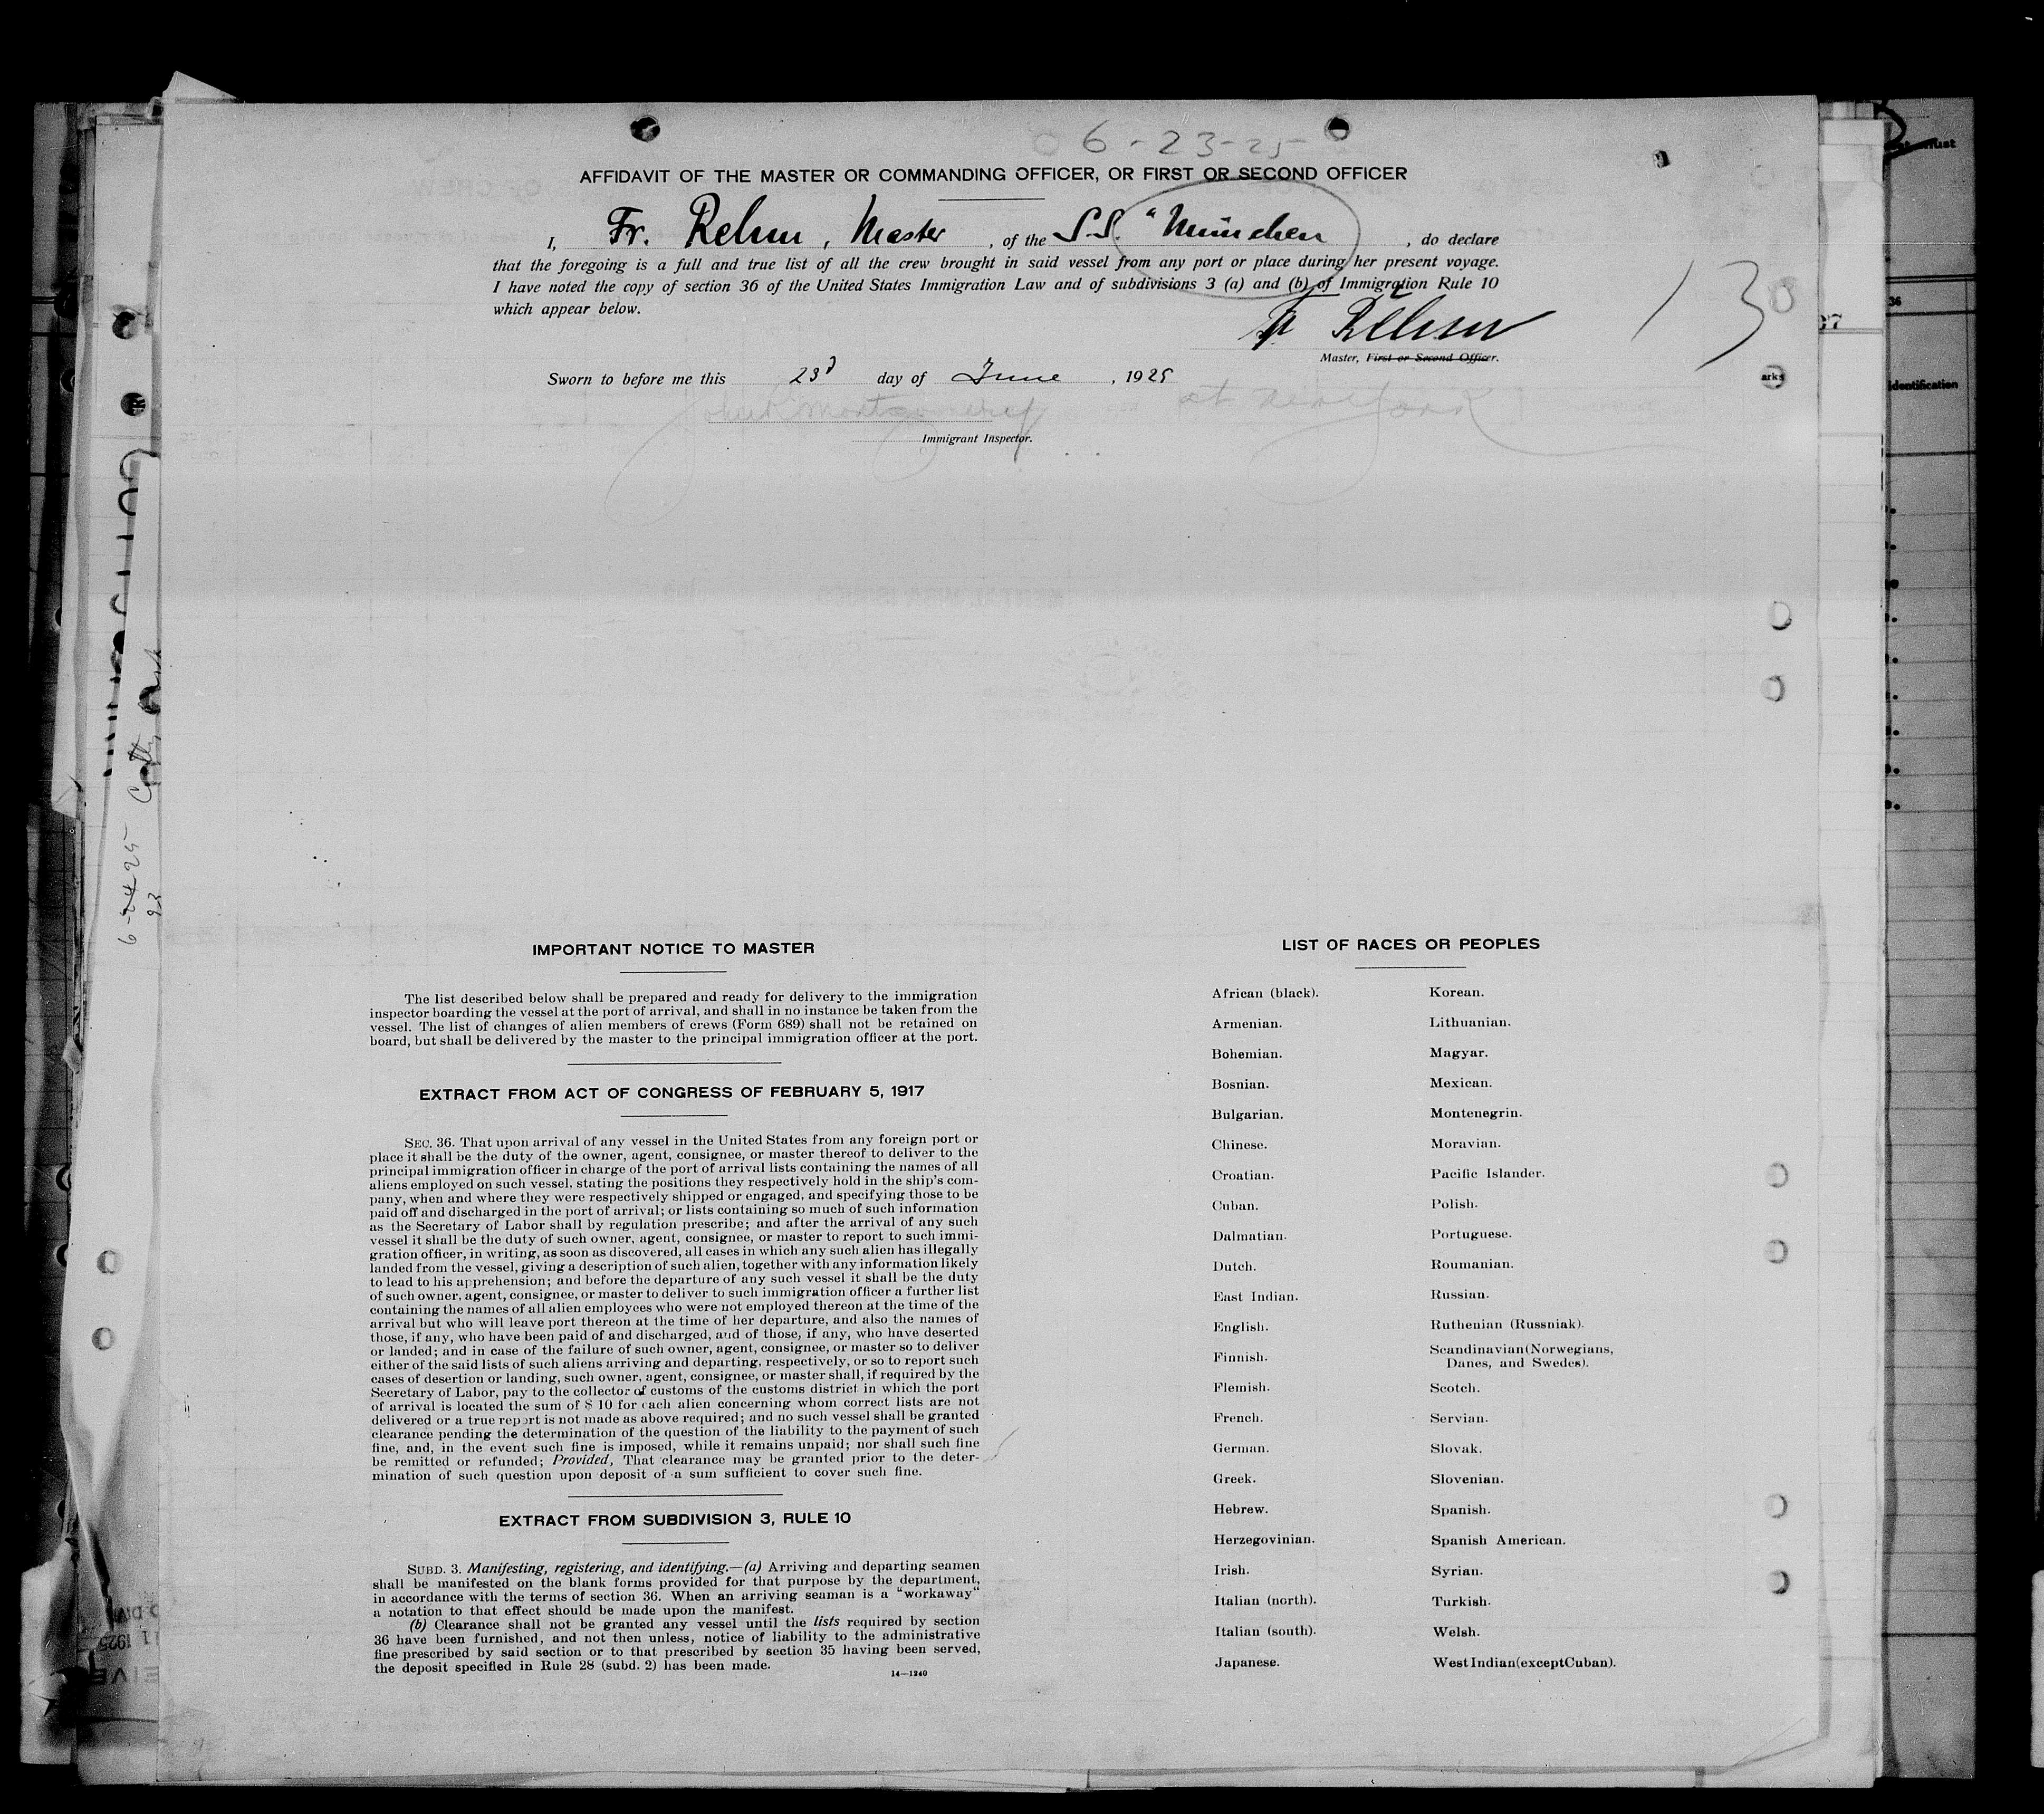 6-23-25
AFFIDAVIT OF THE MASTER OR COMMANDING OFFICER, OR FIRST OR SECOND OFFICER
I, Fr. Rehm, Master, of the S.S. "München, do declare
that the foregoing is a full and true list of all the crew brought in said vessel from any port or place during her present voyage.
I have noted the copy of section 36 of the United States Immigration Law and of subdivisions 3 (a) and (b) of Immigration Rule 10
which appear below.
13
Fr Rehm
Master, First or Second Officer.
Sworn to before me this 23d day of June, 1925
at New York
Immigrant Inspector.
IMPORTANT NOTICE TO MASTER
The list described below shall be prepared and ready for delivery to the immigration
inspector boarding the vessel at the port of arrival, and shall in no instance be taken from the
vessel. The list of changes of alien members of crews (Form 689) shall not be retained on
board, but shall be delivered by the master to the principal immigration officer at the port.
EXTRACT FROM ACT OF CONGRESS OF FEBRUARY 5, 1917
SEC. 36. That upon arrival of any vessel in the United States from any foreign port or
place it shall be the duty of the owner, agent, consignee, or master thereof to deliver to the
principal immigration officer in charge of the port of arrival lists containing the names of all
aliens employed on such vessel, stating the positions they respectively hold in the ship's com-
pany, when and where they were respectively shipped or engaged, and specifying those to be
paid off and discharged in the port of arrival; or lists containing so much of such information
as the Secretary of Labor shall by regulation prescribe; and after the arrival of any such
vessel it shall be the duty of such owner, agent, consignee, or master to report to such immi-
gration officer, in writing, as soon as discovered, all cases in which any such alien has illegally
landed from the vessel, giving a description of such alien, together with any information likely
to lead to his apprehension; and before the departure of any such vessel it shall be the duty
of such owner, agent, consignee, or master to deliver to such immigration officer a further list
containing the names of all alien employees who were not employed thereon at the time of the
arrival but who will leave port thereon at the time of her departure, and also the names of
those, if any, who have been paid of and discharged, and of those, if any, who have deserted
or landed; and in case of the failure of such owner, agent, consignee, or master so to deliver
either of the said lists of such aliens arriving and departing, respectively, or so to report such
cases of desertion or landing, such owner, agent, consignee, or master shall, if required by the
Secretary of Labor, pay to the collector of customs of the customs district in which the port
of arrival is located the sum of $ 10 for each alien concerning whom correct lists are not
delivered or a true report is not made as above required; and no such vessel shall be granted
clearance pending the determination of the question of the liability to the payment of such
fine, and, in the event such fine is imposed, while it remains unpaid; nor shall such fine
be remitted or refunded; Provided, That clearance may be granted prior to the deter-
mination of such question upon deposit of a sum sufficient to cover such fine.
EXTRACT FROM SUBDIVISION 3, RULE 10
SUBD. 3. Manifesting, registering, and identifying.—(a) Arriving and departing seamen
shall be manifested on the blank forms provided for that purpose by the department,
in accordance with the terms of section 36. When an arriving seaman is a "workaway"
a notation to that effect should be made upon the manifest.
(b) Clearance shall not be granted any vessel until the lists required by section
36 have been furnished, and not then unless, notice of liability to the administrative
fine prescribed by said section or to that prescribed by section 35 having been served,
the deposit specified in Rule 28 (subd. 2) has been made.
14—1240
LIST OF RACES OR PEOPLES
African (black).
Armenian.
Bohemian.
Bosnian.
Bulgarian.
Chinese.
Croatian.
Cuban.
Dalmatian.
Dutch.
East Indian.
English.
Finnish.
Flemish.
French.
German.
Greek.
Hebrew.
Herzegovinian.
Irish.
Italian (north).
Italian (south).
Japanese.
Korean.
Lithuanian.
Magyar.
Mexican.
Montenegrin.
Moravian.
Pacific Islander.
Polish.
Portuguese.
Roumanian.
Russian.
Ruthenian (Russniak).
Scandinavian(Norwegians,
Danes, and Swedes).
Scotch.
Servian.
Slovak.
Slovenian.
Spanish.
Spanish American.
Syrian.
Turkish.
Welsh.
West Indian(except Cuban).
36
identification